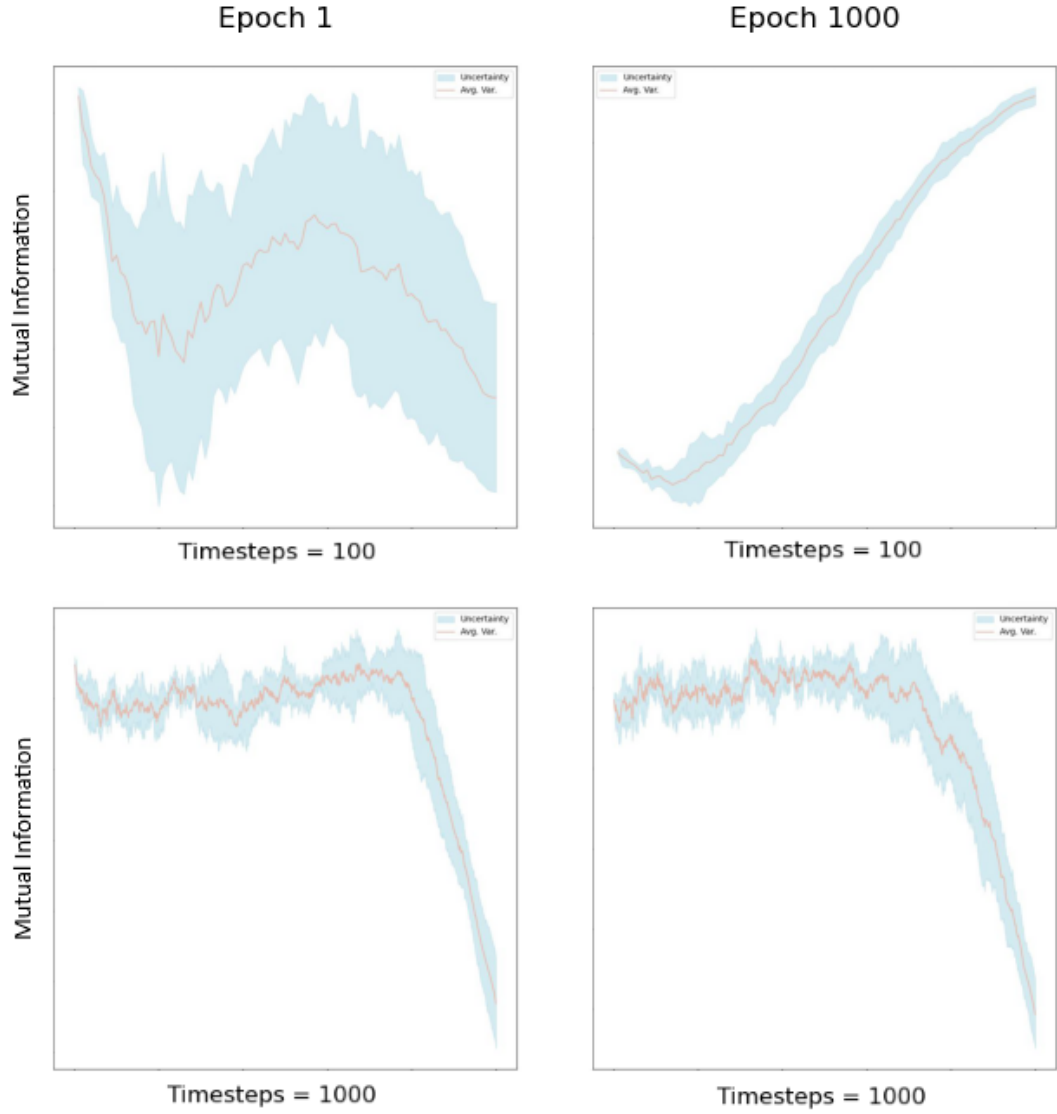 Epoch 1
Epoch 1000
Uncertainty
Avg. Var.
Uncertainty
Avg. Var.
Mutual Information
Timesteps = 100
Timesteps = 100
Uncertainty
Avg. Var.
Uncertainty
Avg. Var.
Mutual Information
Timesteps = 1000
Timesteps = 1000